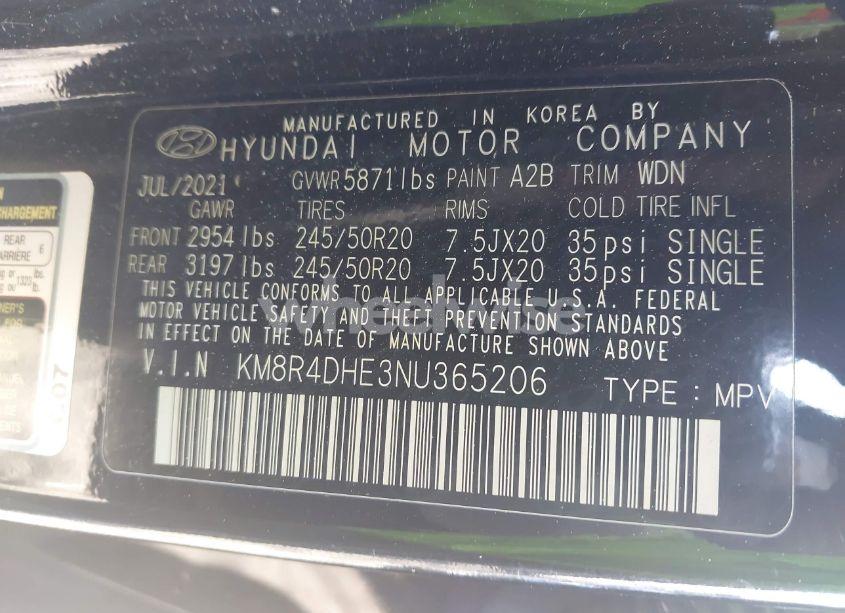 MANUFACTURED IN KOREA BY
HYUNDAI MOTOR COMPANY
JUL/2021 GVWR 5871lbs PAINT A2B TRIM WDN
GAWR TIRES RIMS COLD TIRE INFL
FRONT 2954 lbs 245/50R20 7.5JX20 35psi SINGLE
REAR 3197 lbs 245/50R20 7.5JX20 35psi SINGLE
THIS VEHICLE CONFORMS TO ALL APPLICABLE U.S.A. FEDERAL
MOTOR VEHICLE SAFETY AND THEFT PREVENTION STANDARDS
IN EFFECT ON THE DATE OF MANUFACTURE SHOWN ABOVE
V.I.N KM8R4DHE3NU365206 TYPE : MPV
REAR
6